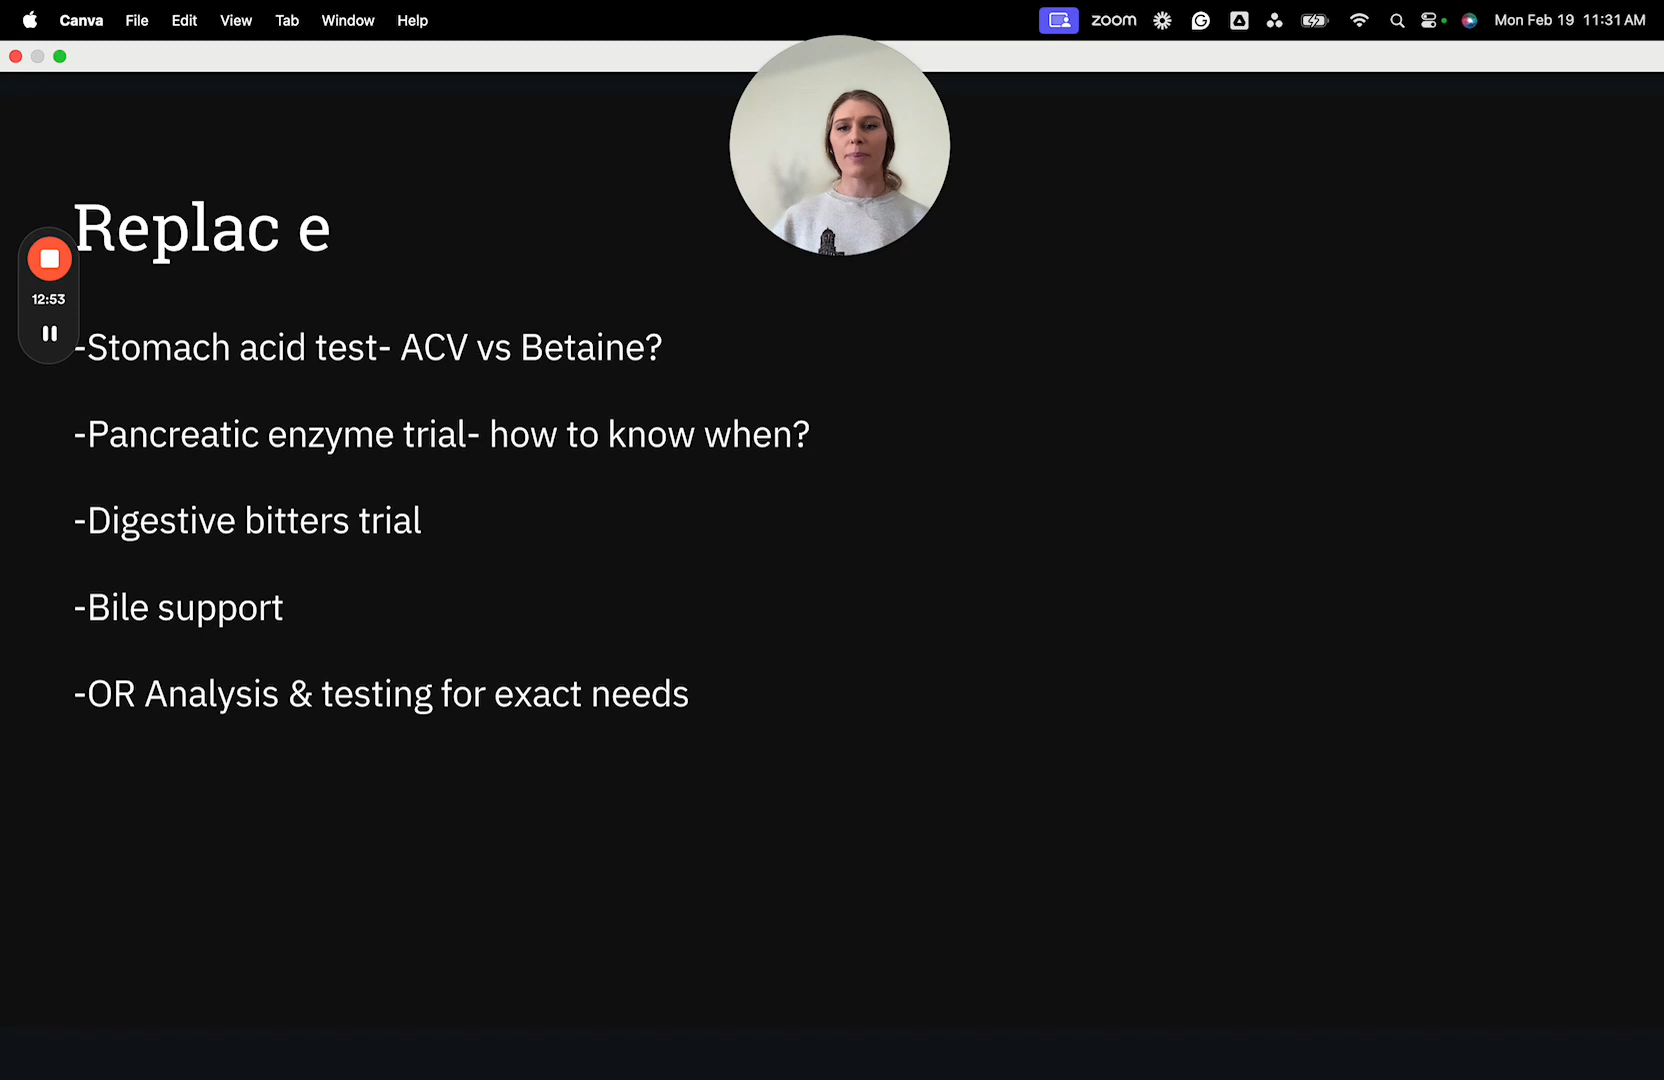 Canva File Edit View Tab Window Help zoom Mon Feb 19 11:31 AM
Replac e
12:53
-Stomach acid test- ACV vs Betaine?
-Pancreatic enzyme trial- how to know when?
-Digestive bitters trial
-Bile support
-OR Analysis & testing for exact needs